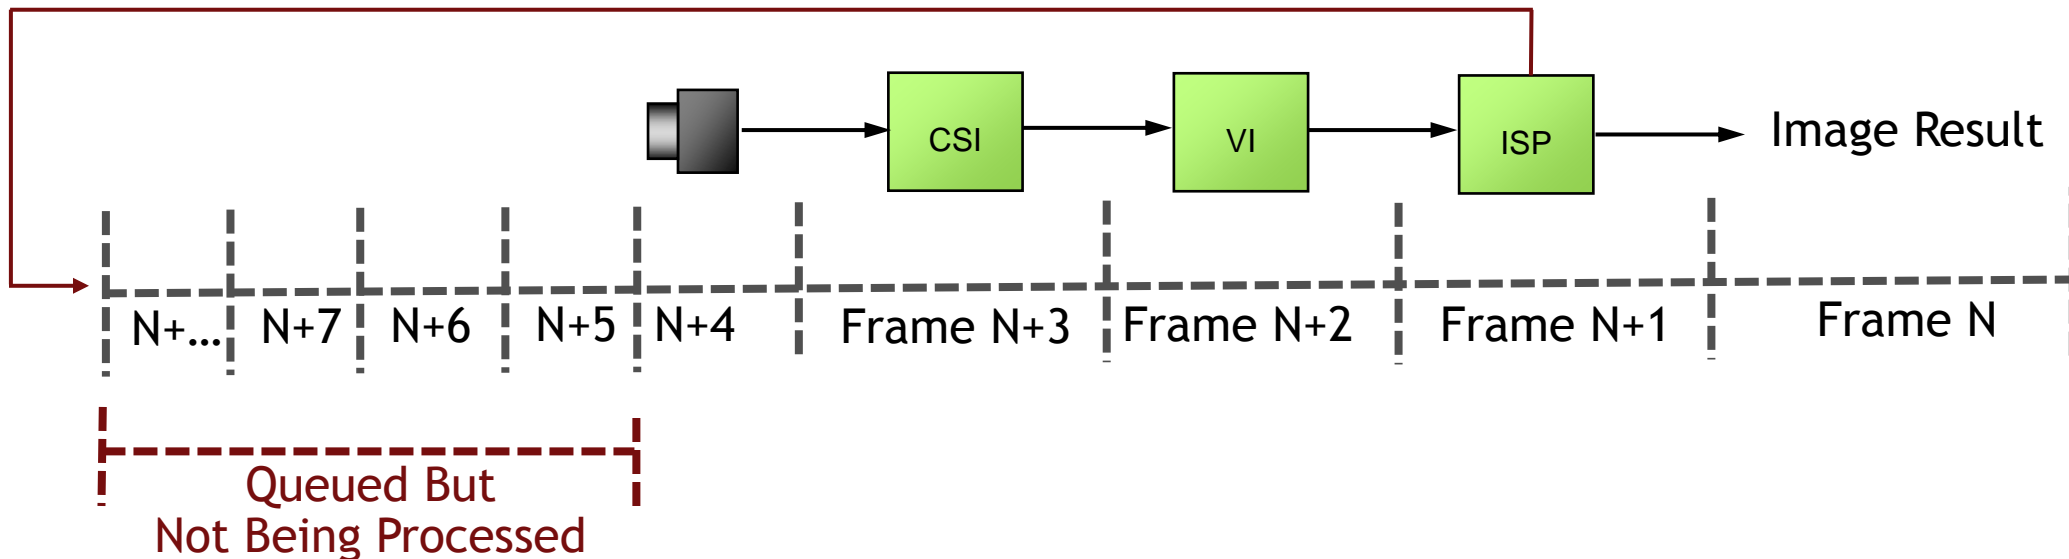 CSI
VI
ISP
Image Result
N+...
N+7
N+6
N+5
N+4
Frame N+3
Frame N+2
Frame N+1
Frame N
Queued But
Not Being Processed